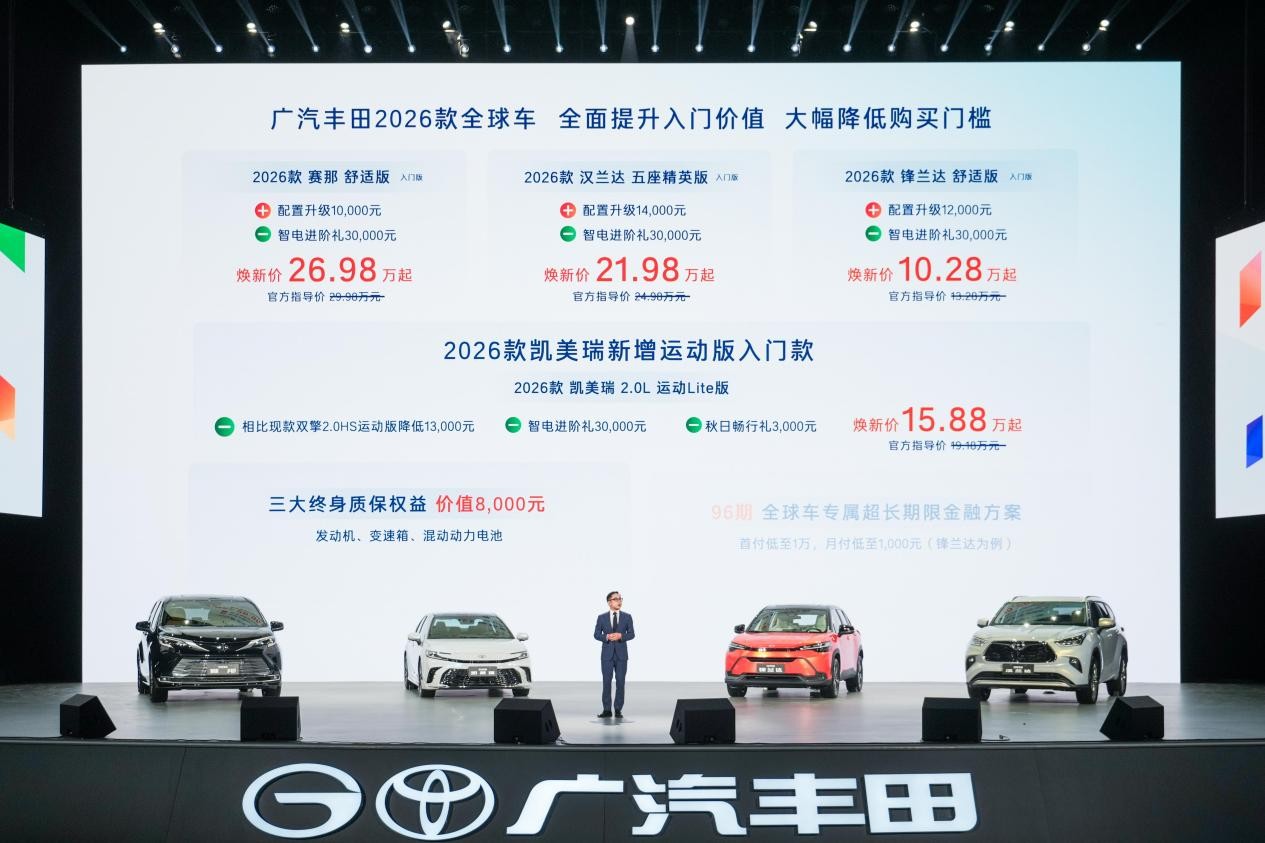 广汽丰田2026款全球车 全面提升入门价值 大幅降低购买门槛
2026款 赛那 舒适版 入门版
配置升级10,000元
智电进阶礼30,000元
焕新价 26.98 万起
官方指导价 29.98万元
2026款 汉兰达 五座精英版 入门版
配置升级14,000元
智电进阶礼30,000元
焕新价 21.98 万起
官方指导价 24.98万元
2026款 锋兰达 舒适版 入门版
配置升级12,000元
智电进阶礼30,000元
焕新价 10.28 万起
官方指导价 13.28万元
2026款凯美瑞新增运动版入门款
2026款 凯美瑞 2.0L 运动Lite版
相比现款双擎2.0HS运动版降低13,000元
智电进阶礼30,000元
秋日畅行礼3,000元
焕新价 15.88 万起
官方指导价 19.18万元
三大终身质保权益 价值8,000元
发动机、变速箱、混动动力电池
96期 全球车专属超长期限金融方案
首付低至1万，月付低至1,000元（锋兰达为例）
锋兰达
广汽丰田